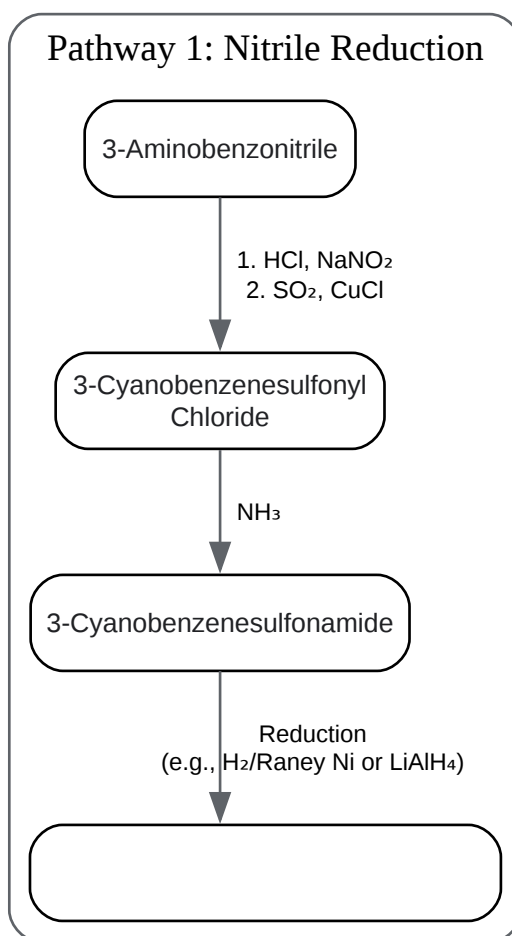 Pathway 1: Nitrile Reduction
3-Aminobenzonitrile
1. HCl, NaNO₂
2. SO₂, CuCl
3-Cyanobenzenesulfonyl
Chloride
NH₃
3-Cyanobenzenesulfonamide
Reduction
(e.g., H₂/Raney Ni or LiAlH₄)